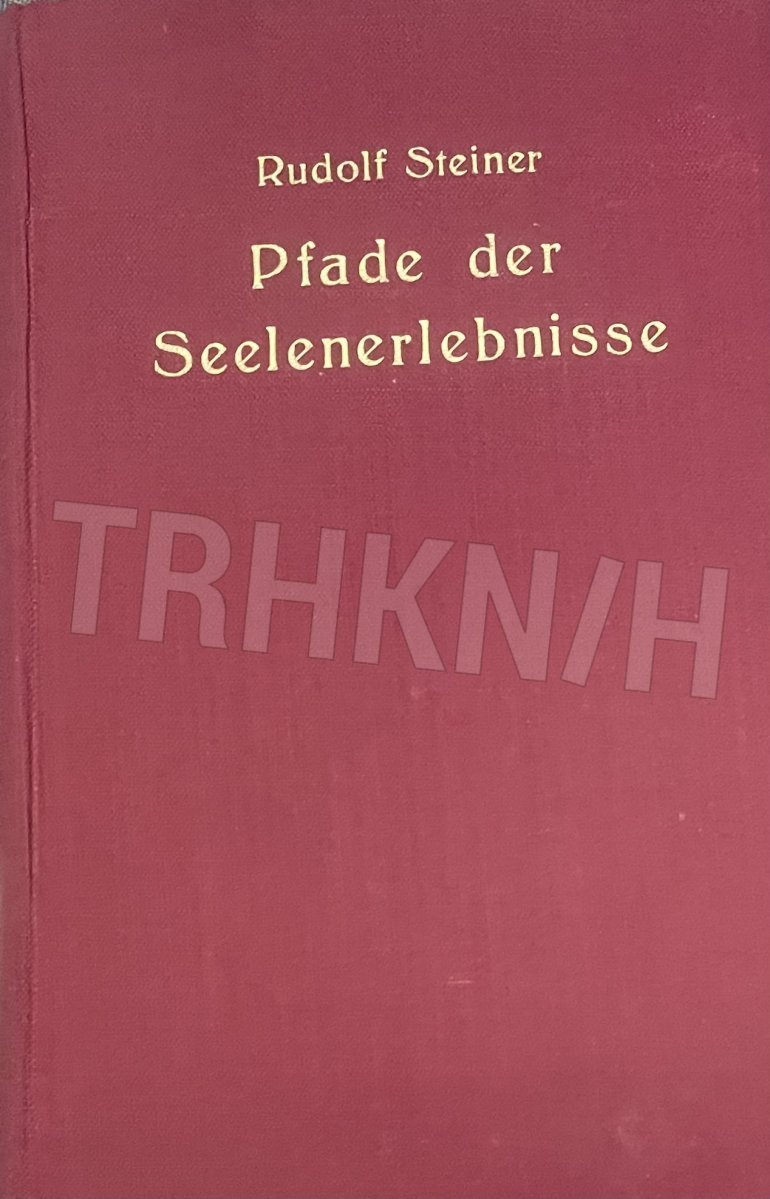 Rudolf Steiner
Pfade der
Seelenerlebnisse
TRHKN/H